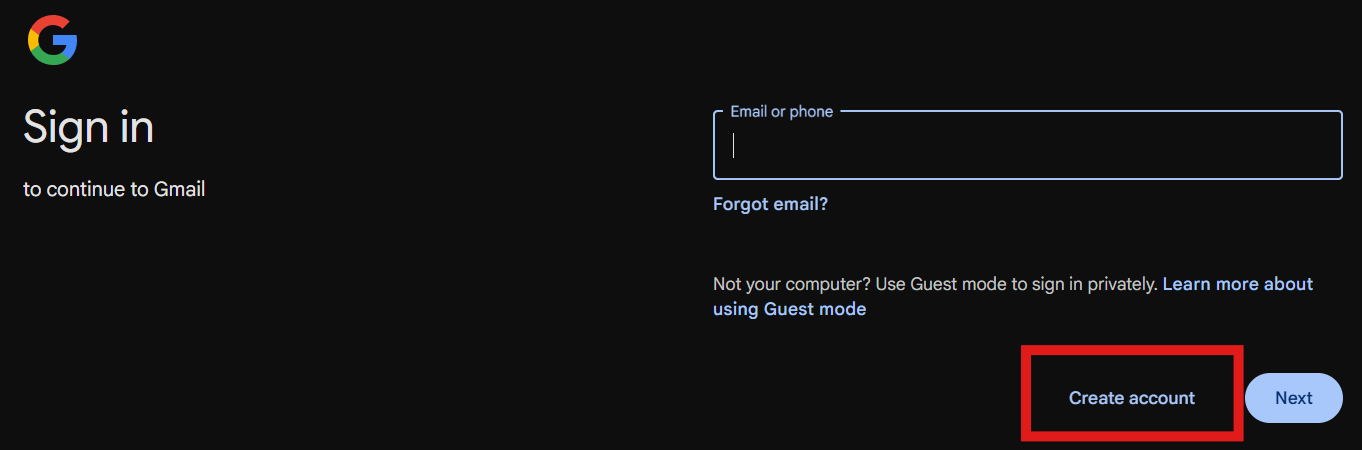 Sign in
to continue to Gmail
Email or phone
Forgot email?
Not your computer? Use Guest mode to sign in privately. Learn more about
using Guest mode
Create account
Next